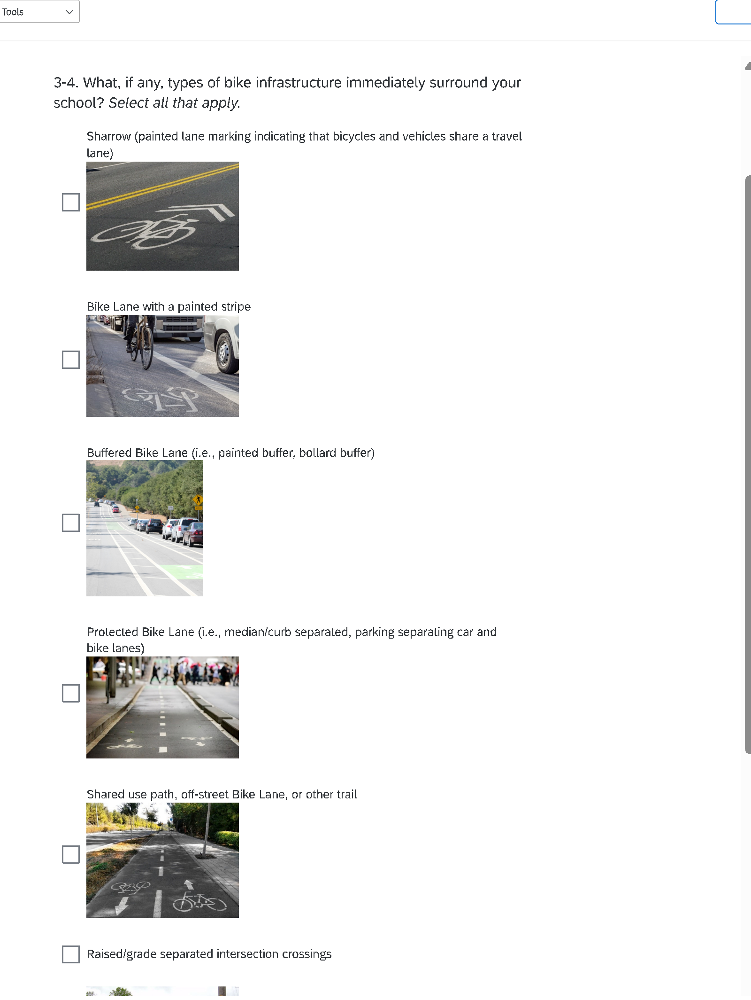 Tools
3-4. What, if any, types of bike infrastructure immediately surround your
school? Select all that apply.
Sharrow (painted lane marking indicating that bicycles and vehicles share a travel
lane)
Bike Lane with a painted stripe
Buffered Bike Lane (i.e., painted buffer, bollard buffer)
Protected Bike Lane (i.e., median/curb separated, parking separating car and
bike lanes)
Shared use path, off-street Bike Lane, or other trail
Raised/grade separated intersection crossings